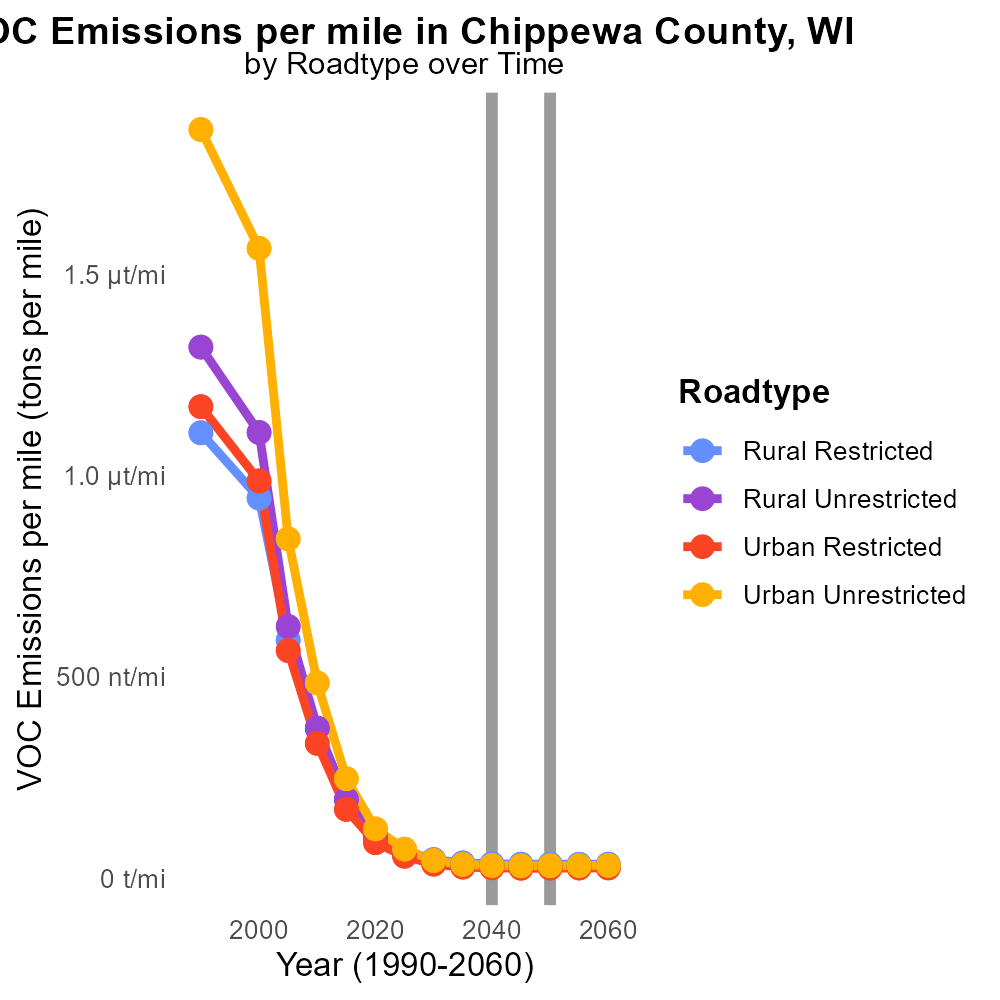 OC Emissions per mile in Chippewa County, WI
by Roadtype over Time
VOC Emissions per mile (tons per mile)
1.5 µt/mi
1.0 µt/mi
500 nt/mi
0 t/mi
2000 2020 2040 2060
Year (1990-2060)
Roadtype
Rural Restricted
Rural Unrestricted
Urban Restricted
Urban Unrestricted